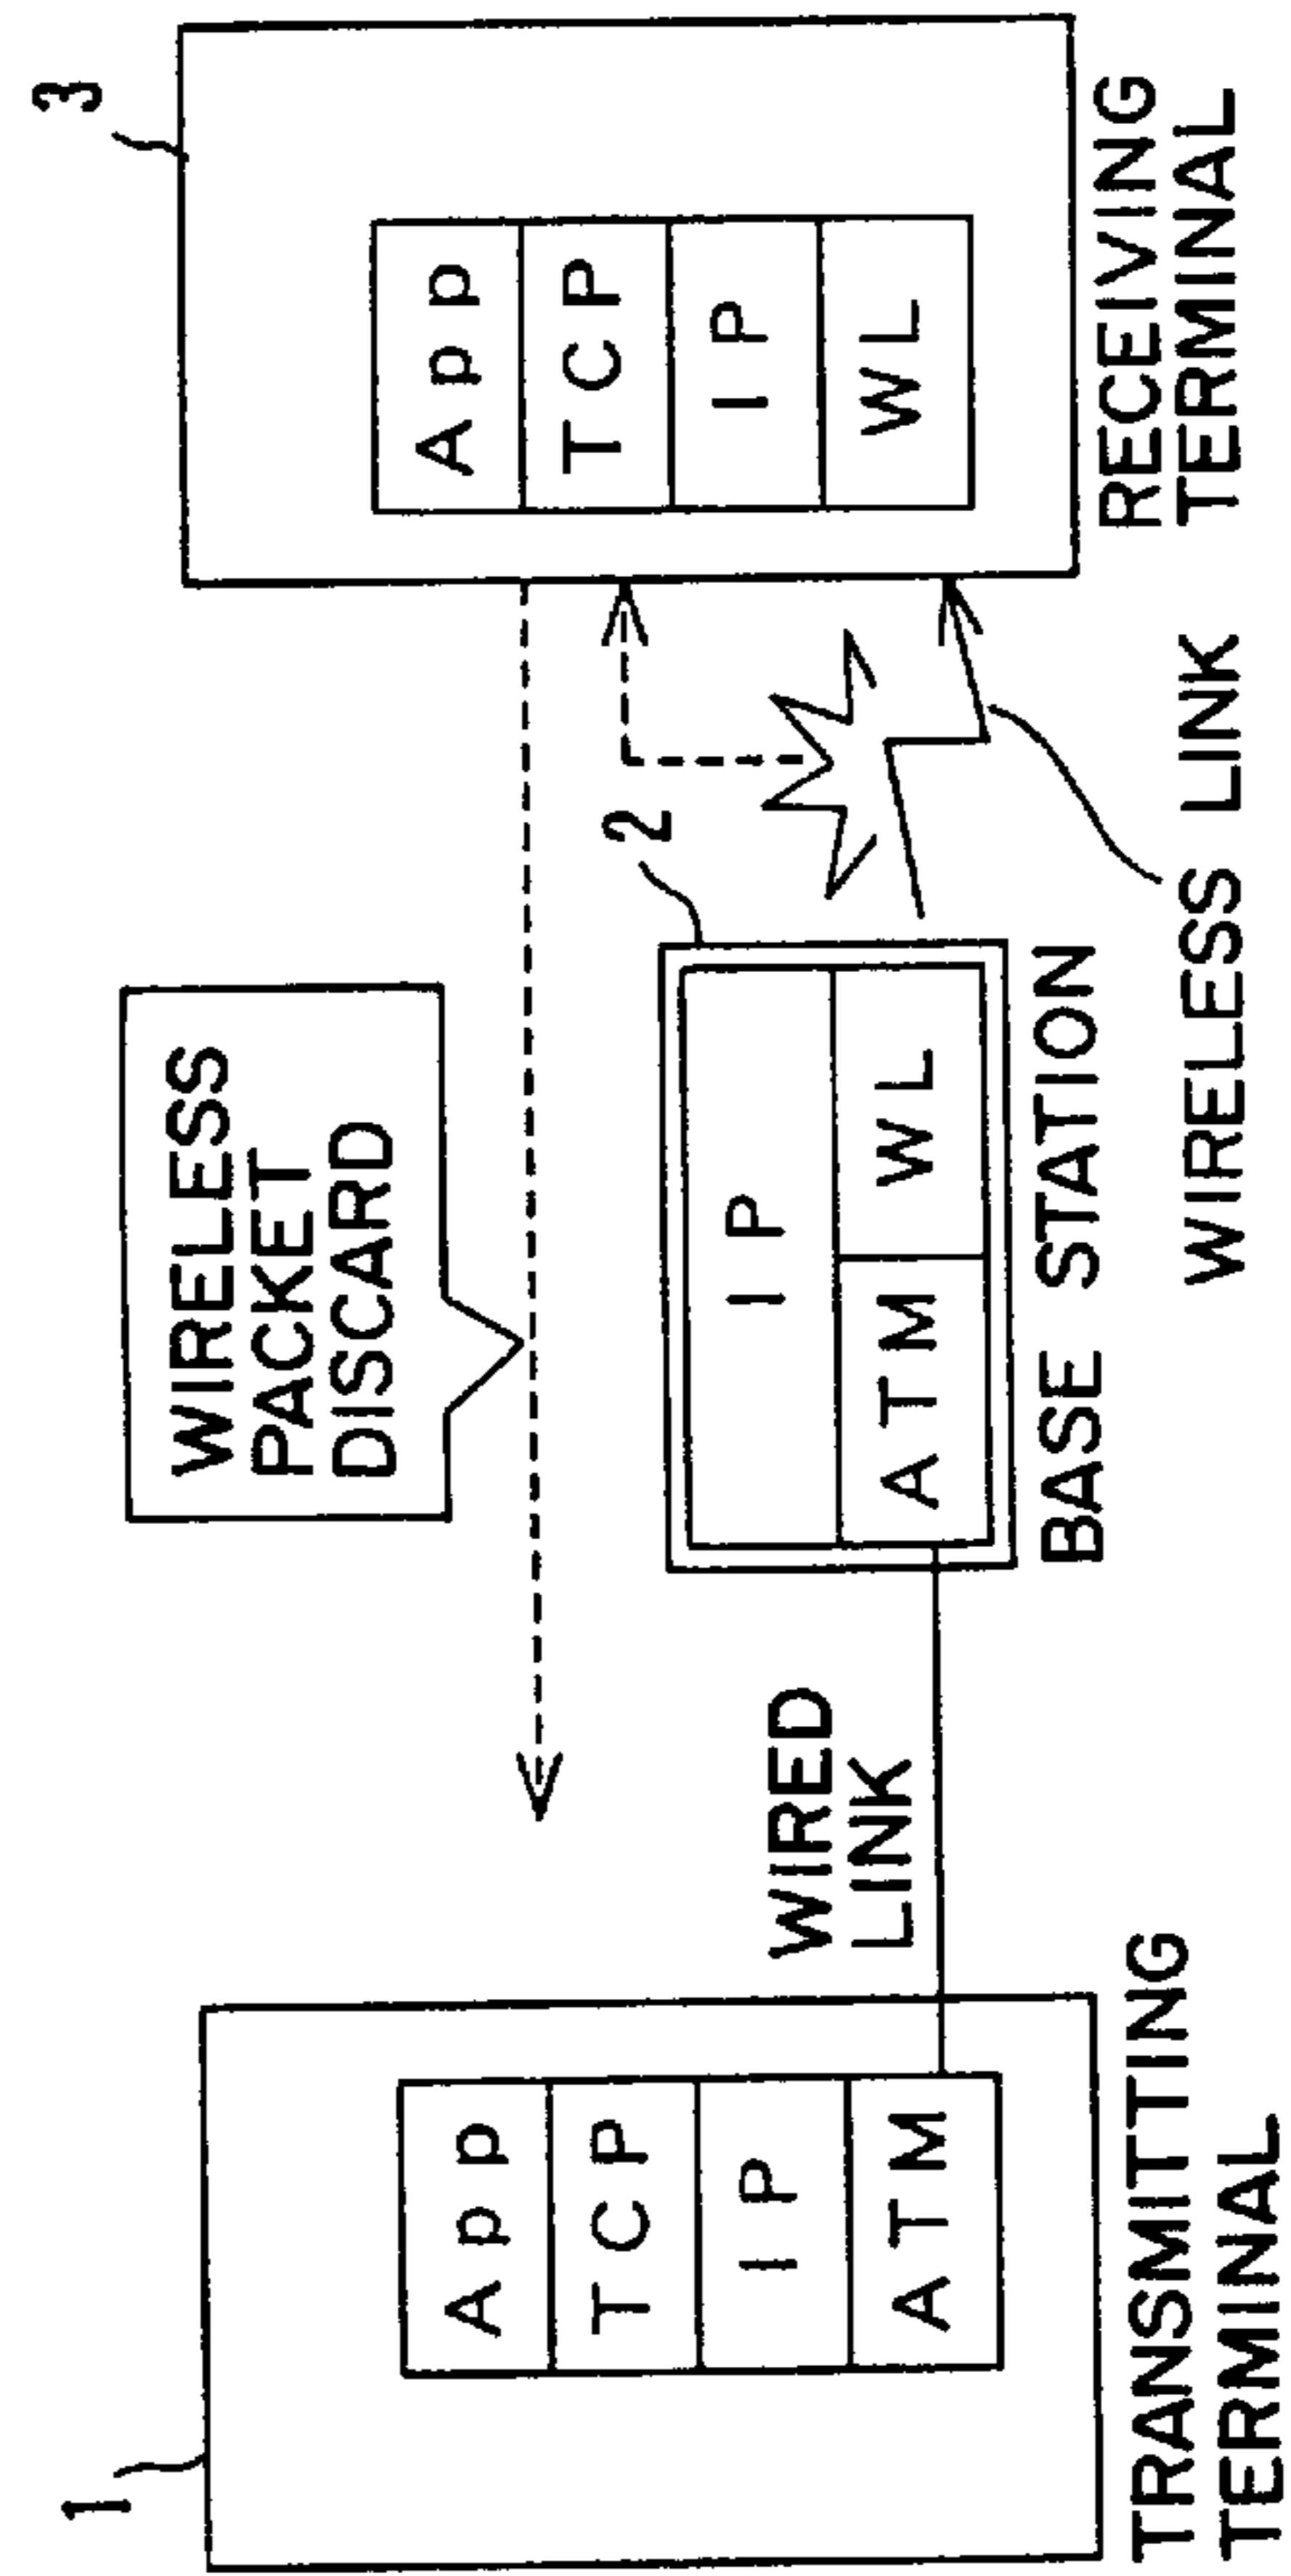 1
App
TCP
IP
ATM
TRANSMITTING
TERMINAL
WIRED
LINK
WIRELESS
PACKET
DISCARD
2
IP
ATM
WL
BASE STATION
WIRELESS LINK
3
App
TCP
IP
WL
RECEIVING
TERMINAL